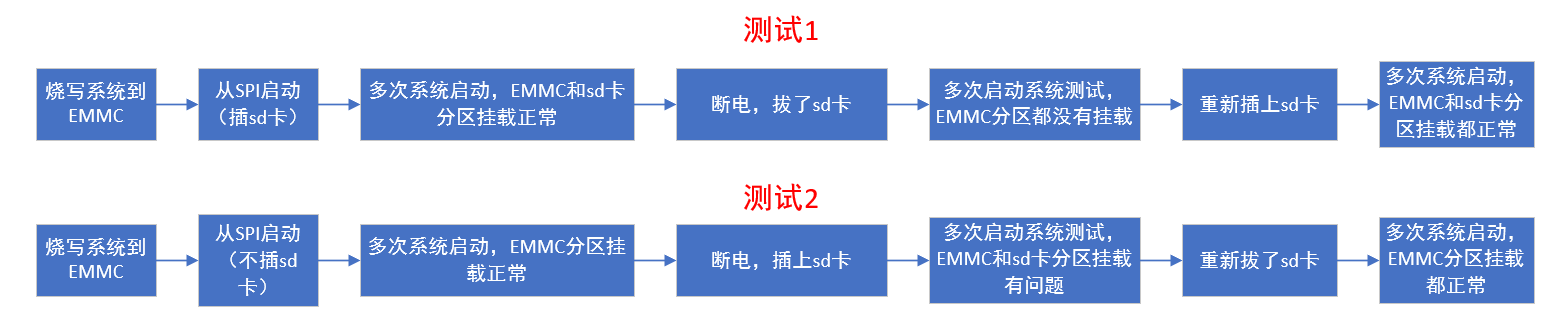 测试1
烧写系统到
EMMC
从SPI启动
（插sd卡）
多次系统启动，EMMC和sd卡
分区挂载正常
断电，拔了sd卡
多次启动系统测试，
EMMC分区都没有挂载
重新插上sd卡
多次系统启动，
EMMC和sd卡分
区挂载都正常
测试2
烧写系统到
EMMC
从SPI启动
（不插sd
卡）
多次系统启动，EMMC分区挂
载正常
断电，插上sd卡
多次启动系统测试，
EMMC和sd卡分区挂载
有问题
重新拔了sd卡
多次系统启动，
EMMC分区挂载
都正常